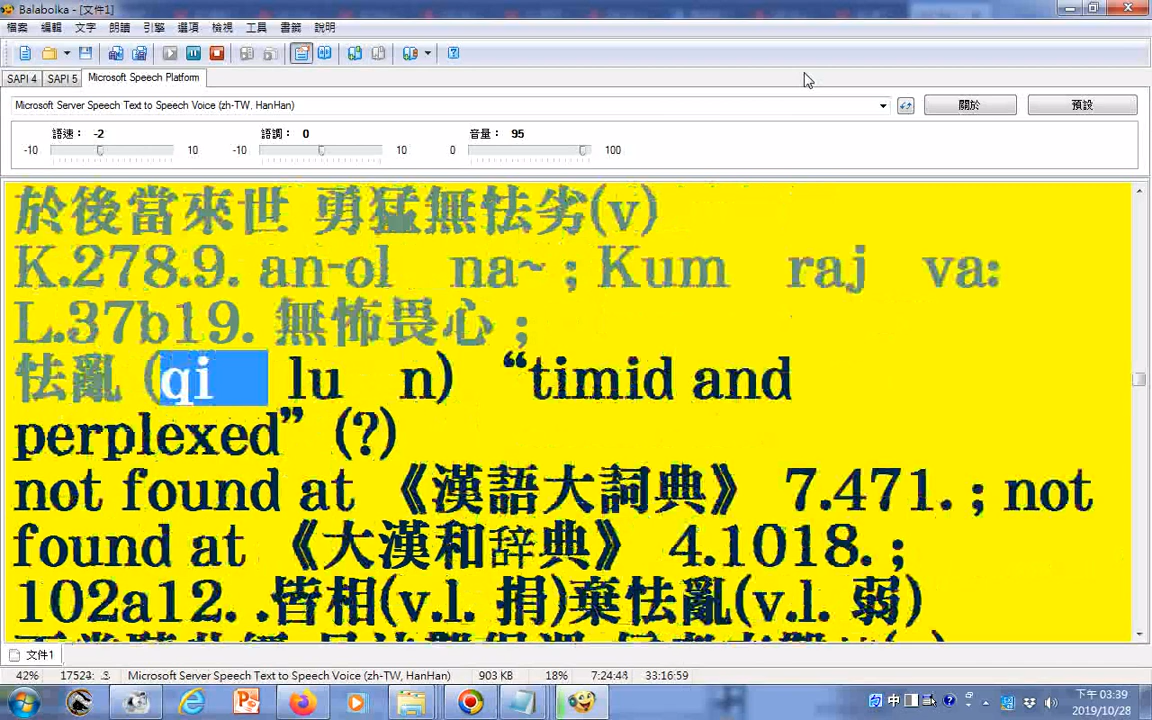 Balabolka - [文件1]
檔案 編輯 文字 朗讀 引擎 選項 檢視 工具 書籤 說明
SAPI 4 SAPI 5 Microsoft Speech Platform
Microsoft Server Speech Text to Speech Voice (zh-TW, HanHan) 關於 預設
語速: -2 語調: 0 音量: 95
-10 10 -10 10 0 100
於後當來世 勇猛無怯劣(v)
K.278.9. an-ol na~ ; Kum raj va:
L.37b19. 無怖畏心 ;
怯亂 (qi lu n) “timid and
perplexed” (?)
not found at 《漢語大詞典》 7.471. ; not
found at 《大漢和辞典》 4.1018. ;
102a12. .皆相(v.l. 捐)棄怯亂(v.l. 弱)
文件1
42% Microsoft Server Speech Text to Speech Voice (zh-TW, HanHan) 903 KB 18% 7:24:48 33:16:59
中 下午 03:39
2019/10/28